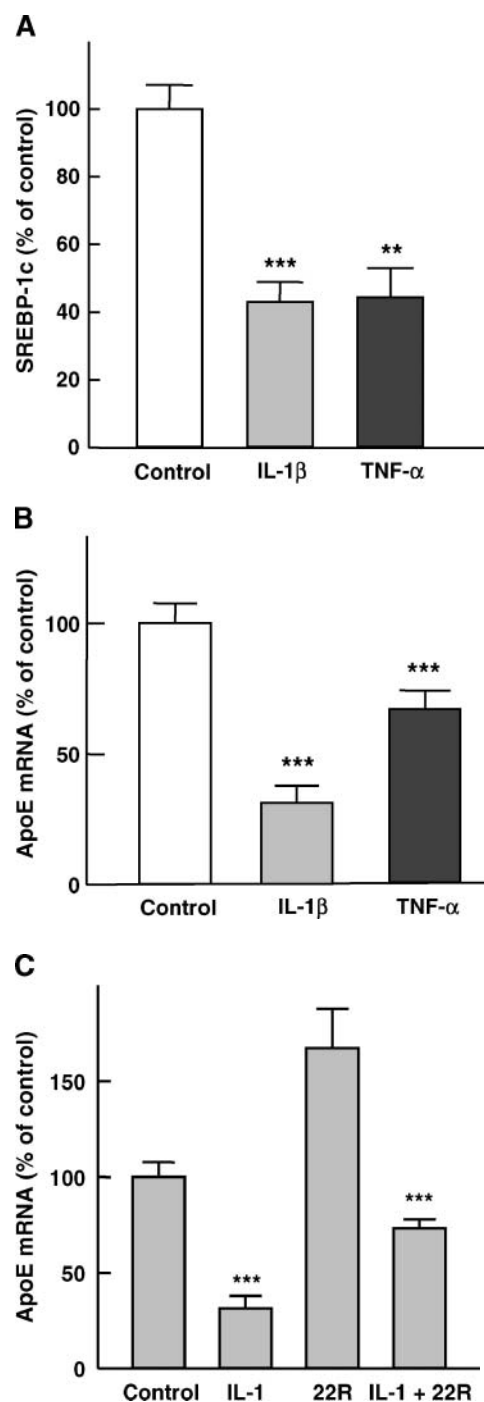 A
SREBP-1c (% of control)
100
80
60
40
20
0
***
**
Control IL-1β TNF-α
B
ApoE mRNA (% of control)
100
50
0
***
***
Control IL-1β TNF-α
C
ApoE mRNA (% of control)
150
100
50
0
***
***
Control IL-1 22R IL-1 + 22R